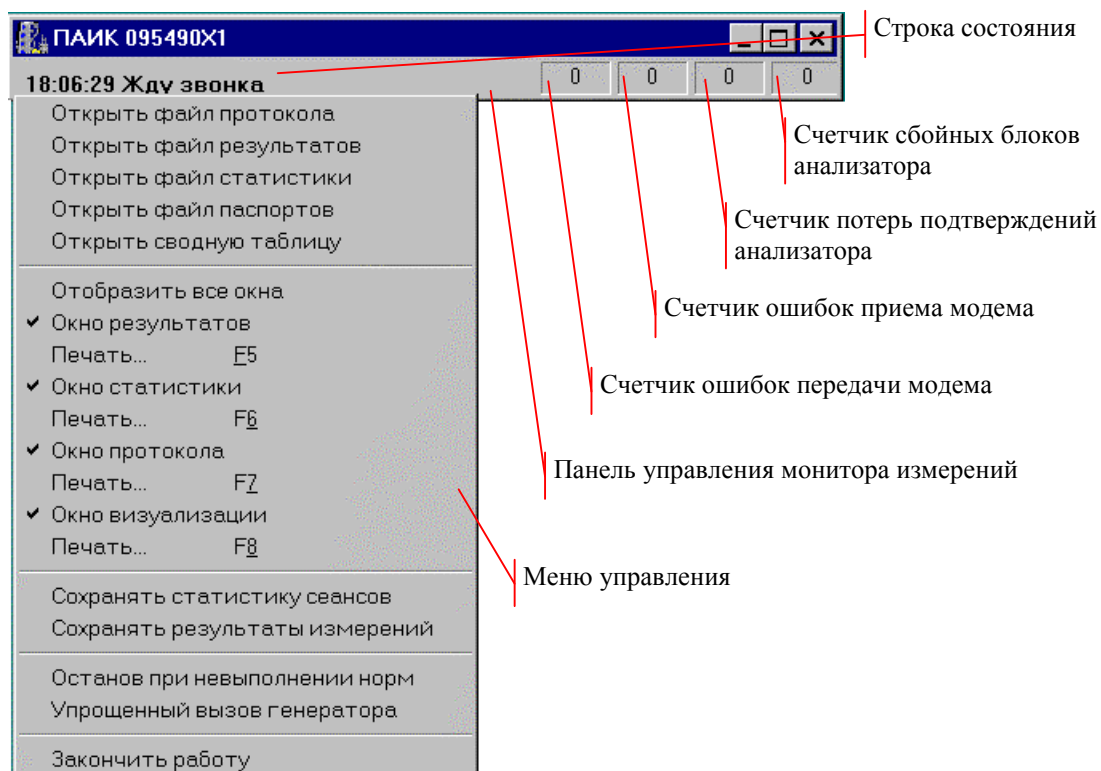 ПАИК 095490X1
Строка состояния
18:06:29 Жду звонка
0 0 0 0
Открыть файл протокола
Открыть файл результатов
Открыть файл статистики
Открыть файл паспортов
Открыть сводную таблицу
Отобразить все окна
✔ Окно результатов
Печать... F5
✔ Окно статистики
Печать... F6
✔ Окно протокола
Печать... F7
✔ Окно визуализации
Печать... F8
Сохранять статистику сеансов
Сохранять результаты измерений
Останов при невыполнении норм
Упрощенный вызов генератора
Закончить работу
Счетчик сбойных блоков
анализатора
Счетчик потерь подтверждений
анализатора
Счетчик ошибок приема модема
Счетчик ошибок передачи модема
Панель управления монитора измерений
Меню управления